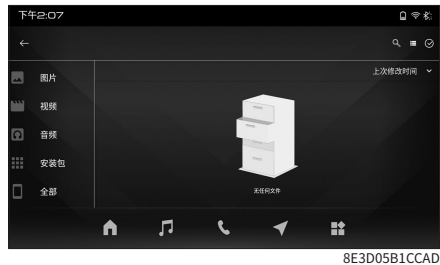 下午2:07
上次修改时间
图片
视频
音频
安装包
全部
无任何文件
8E3D05B1CCAD